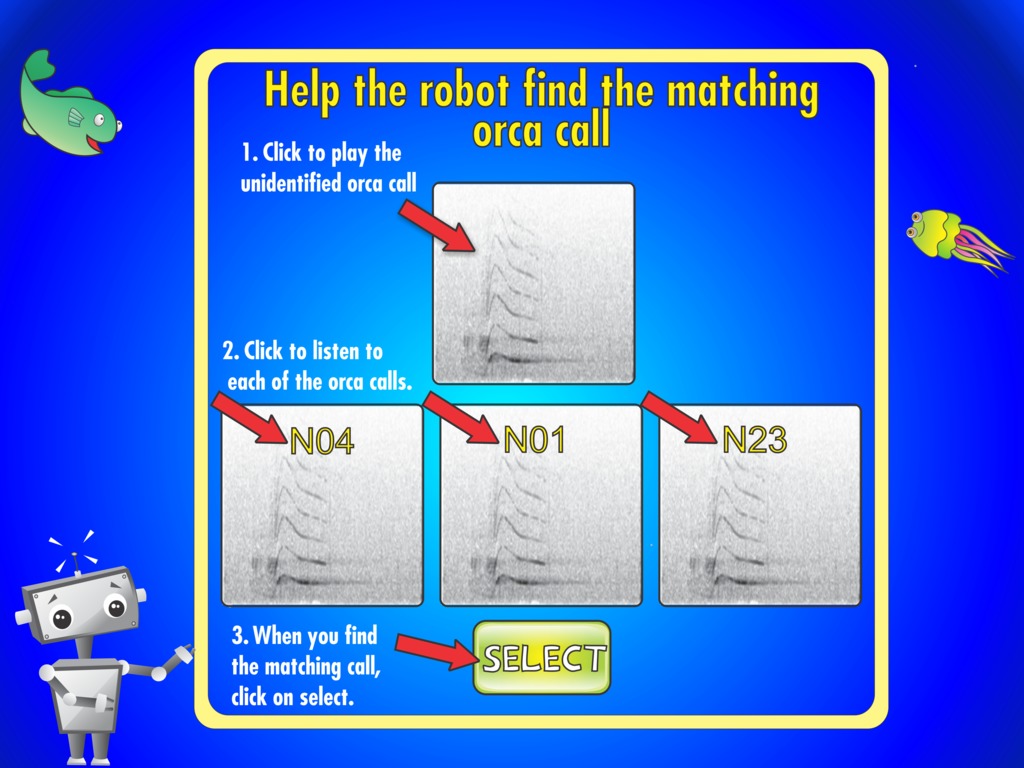 Help the robot find the matching
orca call
1. Click to play the
unidentified orca call
2. Click to listen to
each of the orca calls.
N04
N01
N23
3. When you find
the matching call,
click on select.
SELECT